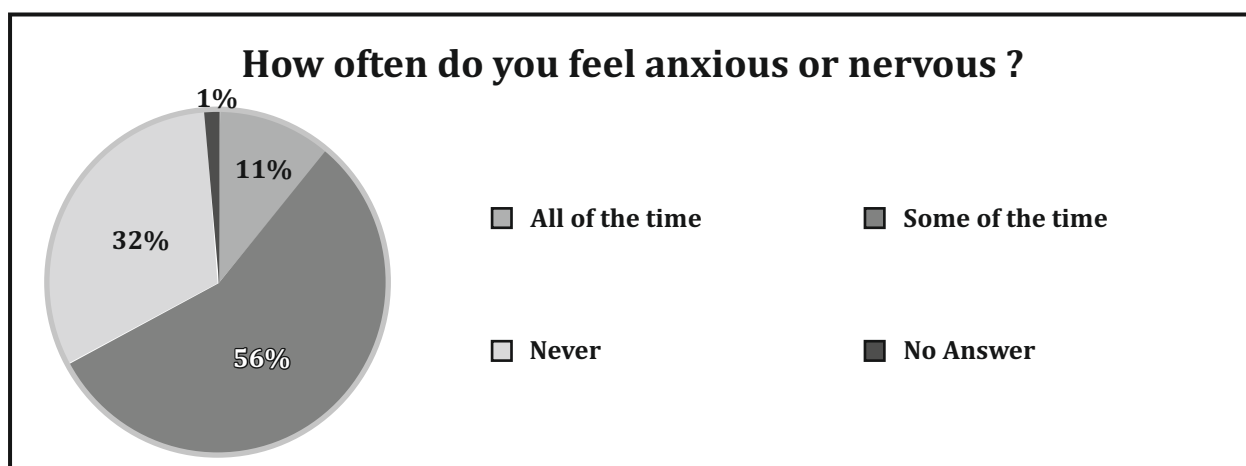 How often do you feel anxious or nervous ?
1%
11%
32%
56%
All of the time
Some of the time
Never
No Answer